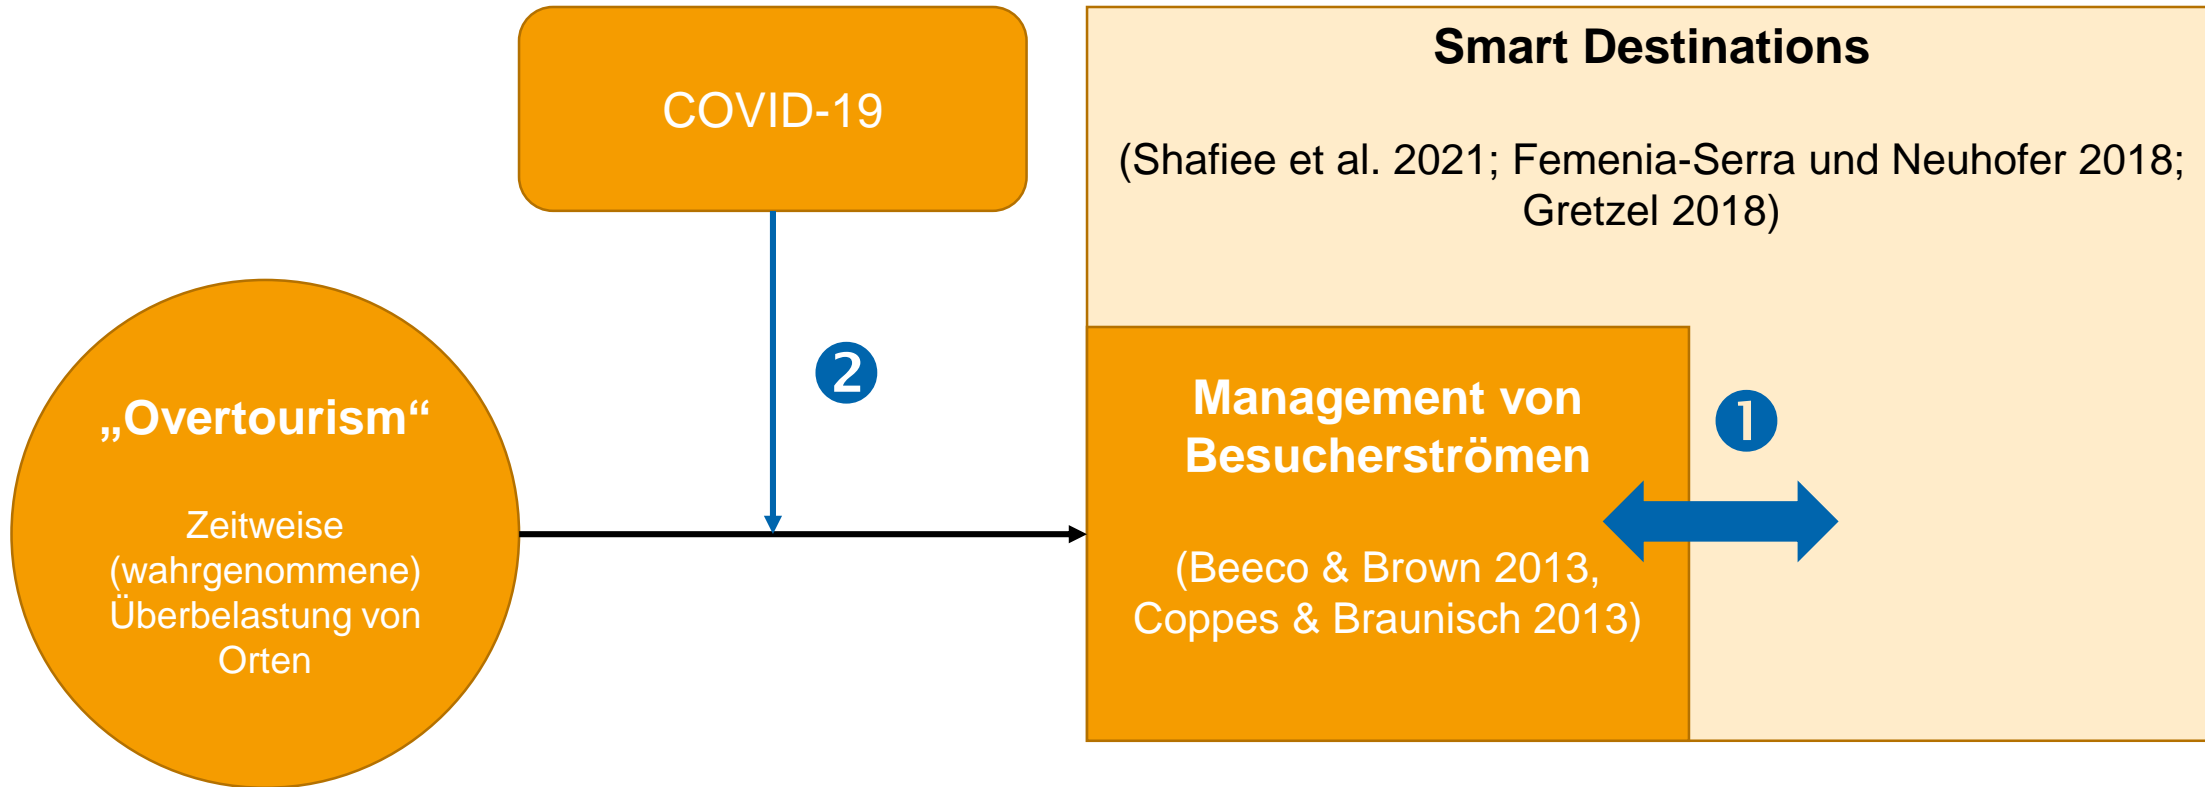 COVID-19
Smart Destinations
(Shafiee et al. 2021; Femenia-Serra und Neuhofer 2018;
Gretzel 2018)
„Overtourism“
Zeitweise
(wahrgenommene)
Überbelastung von
Orten
2
Management von
Besucherströmen
(Beeco & Brown 2013,
Coppes & Braunisch 2013)
1